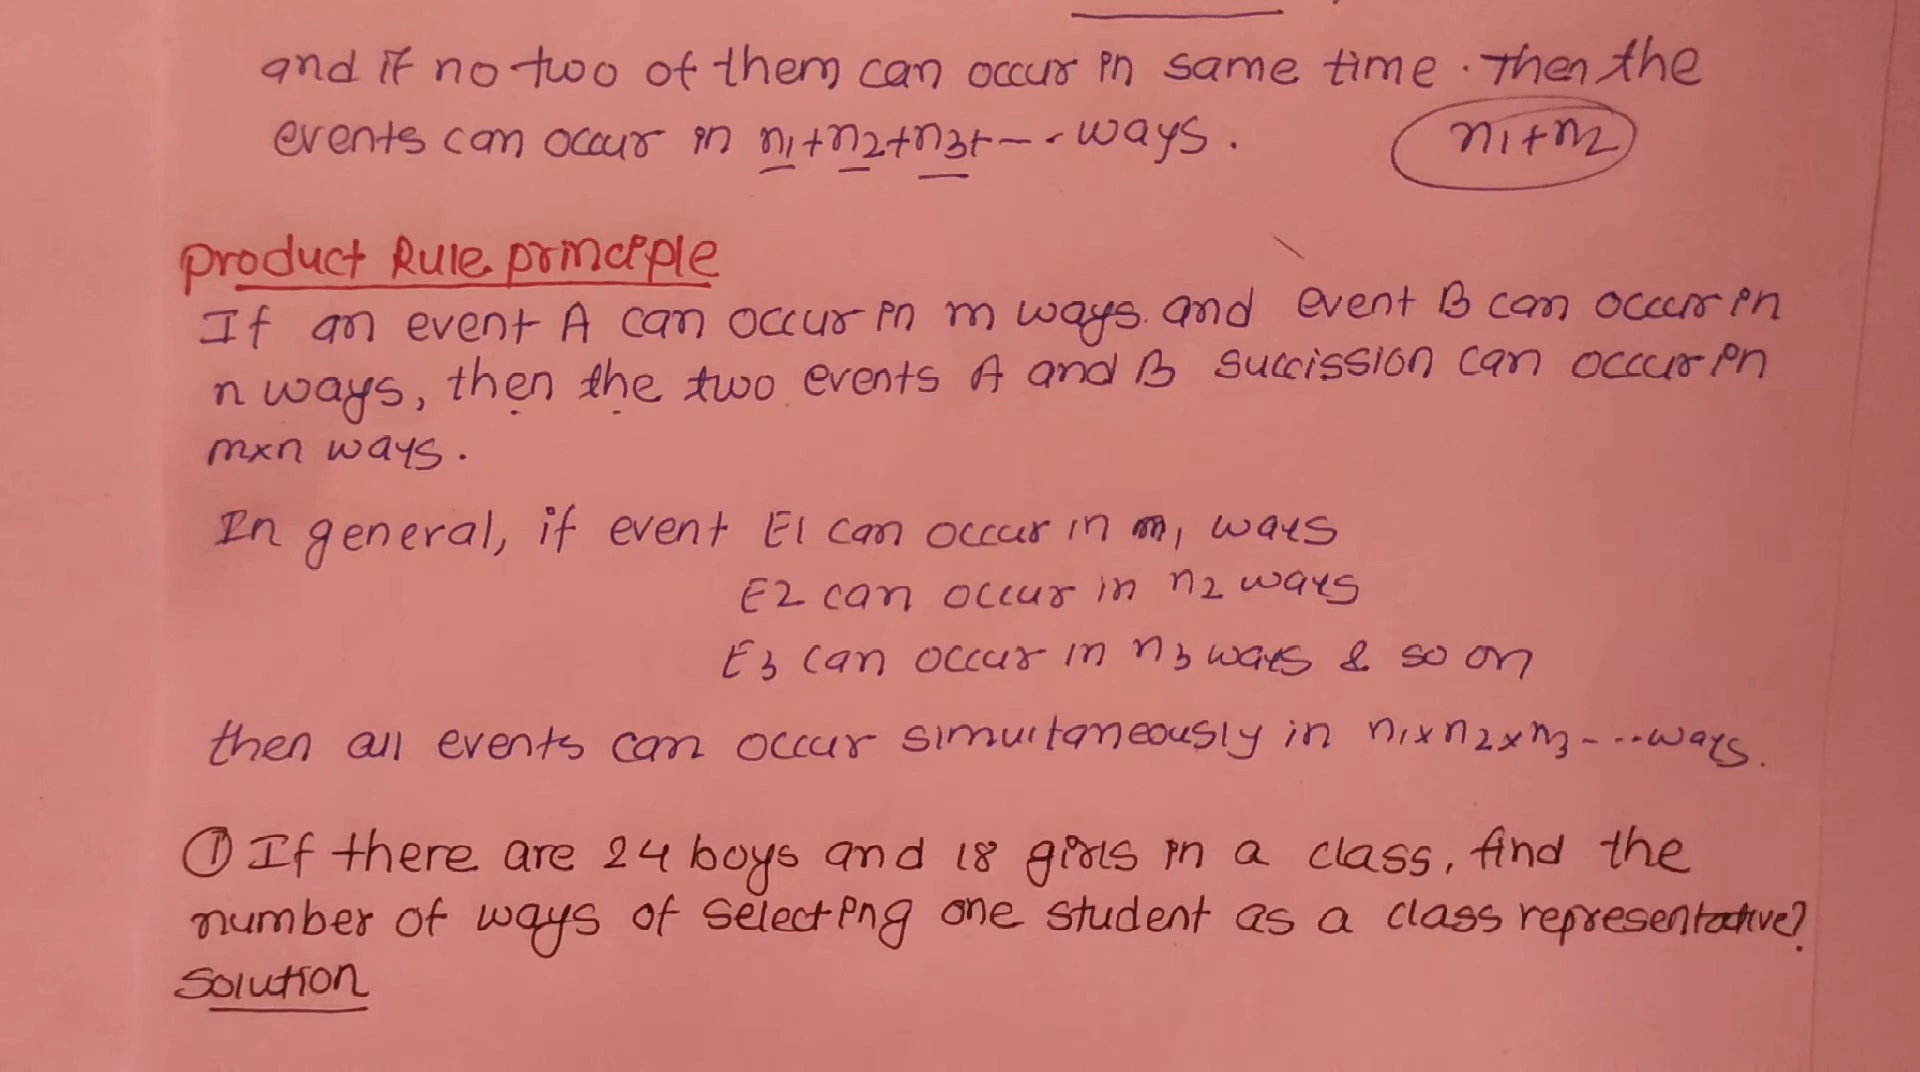 and if no two of them can occur in same time. Then the
events can occur in n1+n2+n3+--- ways.
n1+n2
Product Rule principle
If an event A can occur in m ways. and event B can occur in
n ways, then the two events A and B succission can occur in
mxn ways.
In general, if event E1 can occur in n1 ways
E2 can occur in n2 ways
E3 can occur in n3 ways & so on
then all events can occur simultaneously in n1xn2xn3----ways.
① If there are 24 boys and 18 girls in a class, find the
number of ways of selecting one student as a class representative?
Solution